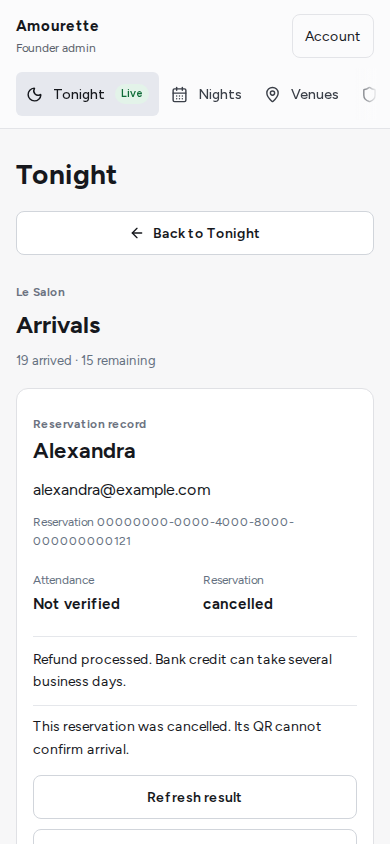 Amourette
Founder admin
Account
Tonight Live Nights Venues
Tonight
Back to Tonight
Le Salon
Arrivals
19 arrived · 15 remaining
Reservation record
Alexandra
alexandra@example.com
Reservation 00000000-0000-4000-8000-
000000000121
Attendance Reservation
Not verified cancelled
Refund processed. Bank credit can take several
business days.
This reservation was cancelled. Its QR cannot
confirm arrival.
Refresh result